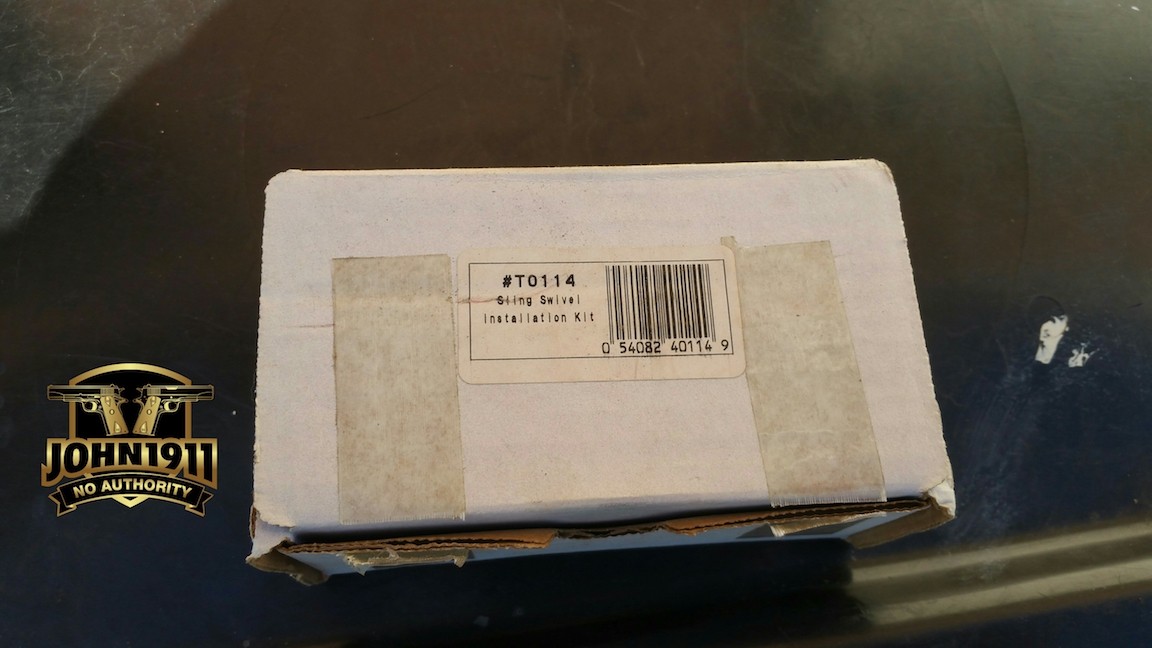 #T0114
Sling Swivel
Installation Kit
0 54082 40114 9
JOHN1911
NO AUTHORITY